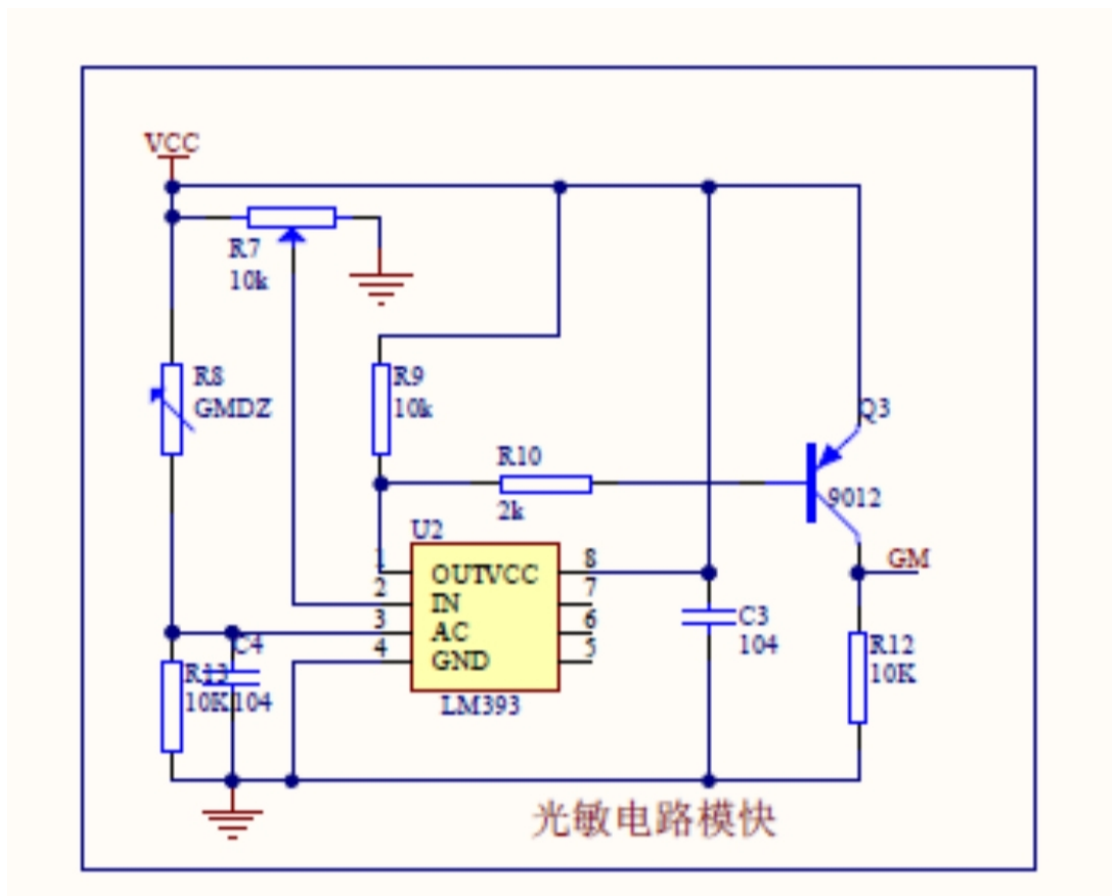 VCC
R7
10k
R8
GMDZ
R9
10k
Q3
R10
2k
9012
U2
1
OUTVCC
8
GM
2
IN
7
3
AC
6
4
GND
5
C3
104
R12
10K
C4
R13
10K
104
LM393
光敏电路模快